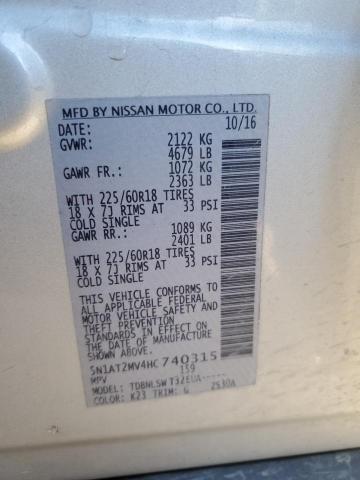 MFD BY NISSAN MOTOR CO., LTD.
DATE: 10/16
GVWR: 2122 KG
4679 LB
GAWR FR.: 1072 KG
2363 LB
WITH 225/60R18 TIRES
18 X 7J RIMS AT 33 PSI
COLD SINGLE
GAWR RR.: 1089 KG
2401 LB
WITH 225/60R18 TIRES
18 X 7J RIMS AT 33 PSI
COLD SINGLE
THIS VEHICLE CONFORMS TO
ALL APPLICABLE FEDERAL
MOTOR VEHICLE SAFETY AND
THEFT PREVENTION
STANDARDS IN EFFECT ON
THE DATE OF MFR. SHOWN
ABOVE.
5N1AT2MV4HC740315
MPV 159
TDBNLSWT32EUA-----
COLOR: K23 TRIM: G 2530A